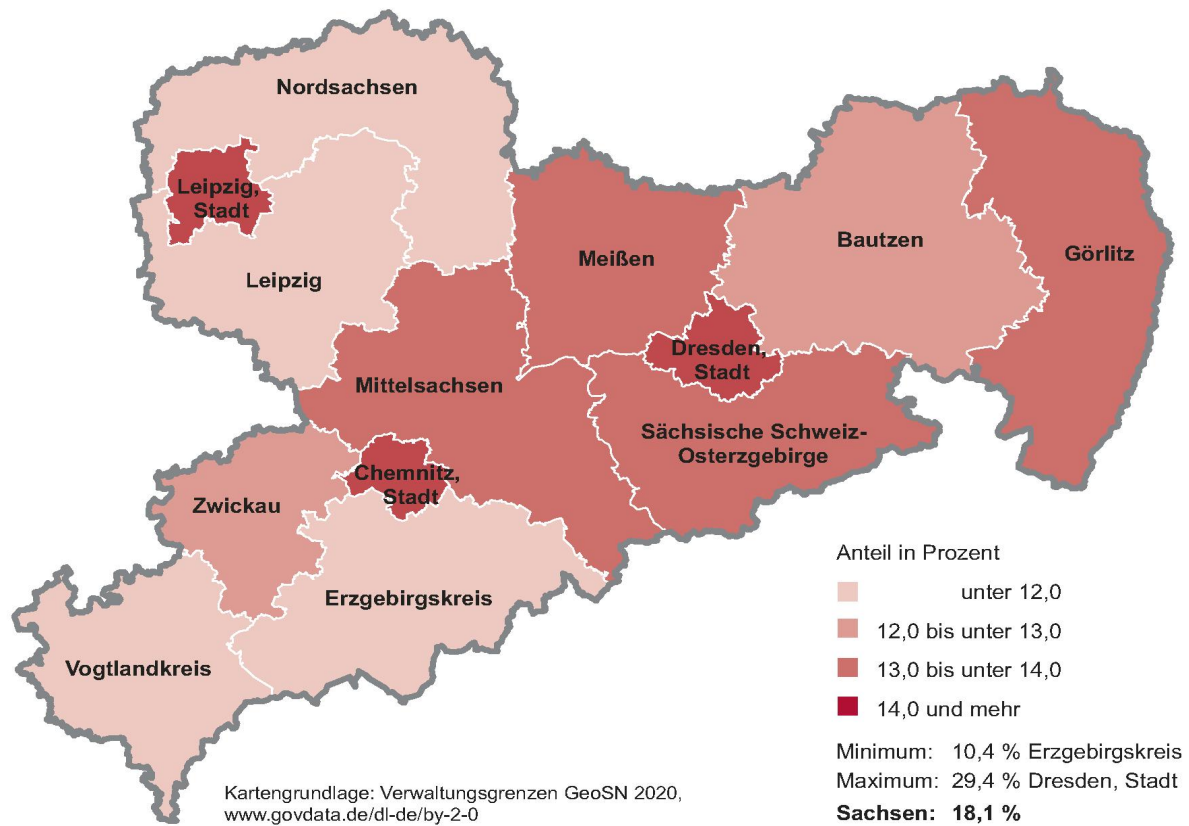 Nordsachsen
Leipzig,
Stadt
Leipzig
Meißen
Bautzen
Görlitz
Dresden,
Stadt
Mittelsachsen
Sächsische Schweiz-
Osterzgebirge
Chemnitz,
Stadt
Zwickau
Erzgebirgskreis
Vogtlandkreis
Anteil in Prozent
unter 12,0
12,0 bis unter 13,0
13,0 bis unter 14,0
14,0 und mehr
Minimum: 10,4 % Erzgebirgskreis
Maximum: 29,4 % Dresden, Stadt
Sachsen: 18,1 %
Kartengrundlage: Verwaltungsgrenzen GeoSN 2020,
www.govdata.de/dl-de/by-2-0